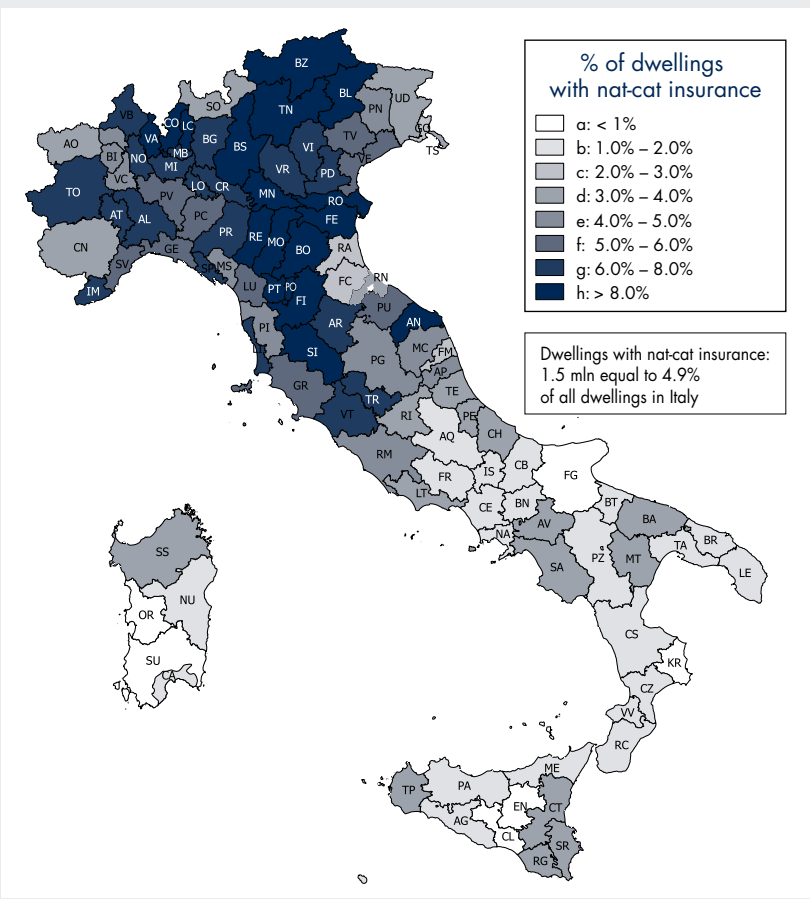 % of dwellings
with nat-cat insurance
a: < 1%
b: 1.0% – 2.0%
c: 2.0% – 3.0%
d: 3.0% – 4.0%
e: 4.0% – 5.0%
f: 5.0% – 6.0%
g: 6.0% – 8.0%
h: > 8.0%
Dwellings with nat-cat insurance:
1.5 mln equal to 4.9%
of all dwellings in Italy
BZ
BL
TN
SO
UD
PN
GO
TS
VB
CO
LC
VA
BG
BS
TV
VE
VI
VR
PD
AO
BI
NO
MB
MI
VC
TO
LO
CR
MN
RO
PV
AT
AL
PC
FE
CN
PR
RE
MO
BO
RA
GE
SV
SP
MS
IM
LU
PT
PO
FI
FC
RN
PU
AN
PI
AR
LI
SI
PG
MC
FM
AP
GR
TR
VT
TE
RI
PE
CH
AQ
RM
FR
LT
IS
CB
FG
CE
BN
BT
NA
AV
BA
SA
PZ
MT
TA
BR
LE
SS
NU
OR
SU
CA
CS
KR
CZ
VV
RC
ME
TP
PA
EN
CT
AG
CL
SR
RG